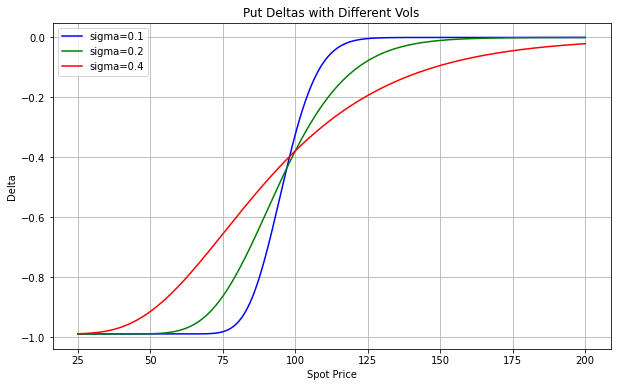 Put Deltas with Different Vols
sigma=0.1
sigma=0.2
sigma=0.4
Delta
0.0
−0.2
−0.4
−0.6
−0.8
−1.0
25 50 75 100 125 150 175 200
Spot Price